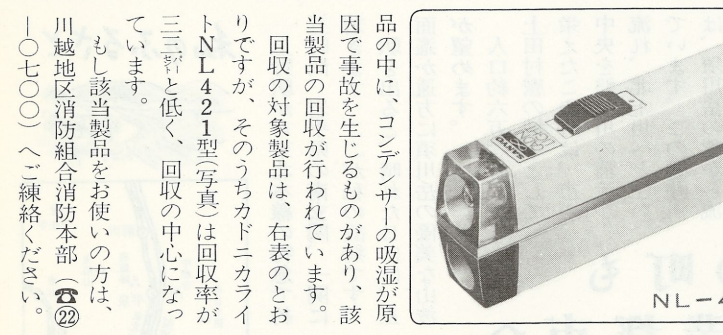 品の中に、コンデンサーの吸湿が原
因で事故を生じるものがあり、該
当製品の回収が行われています。
回収の対象製品は、右表のとお
りですが、そのうちカドニカライ
トNL421型(写真)は回収率が
三三パーセントと低く、回収の中心になっ
ています。
もし該当製品をお使いの方は、
川越地区消防組合消防本部(☎㉒
—〇七〇〇)へご練絡ください。
SANYO
NL-4